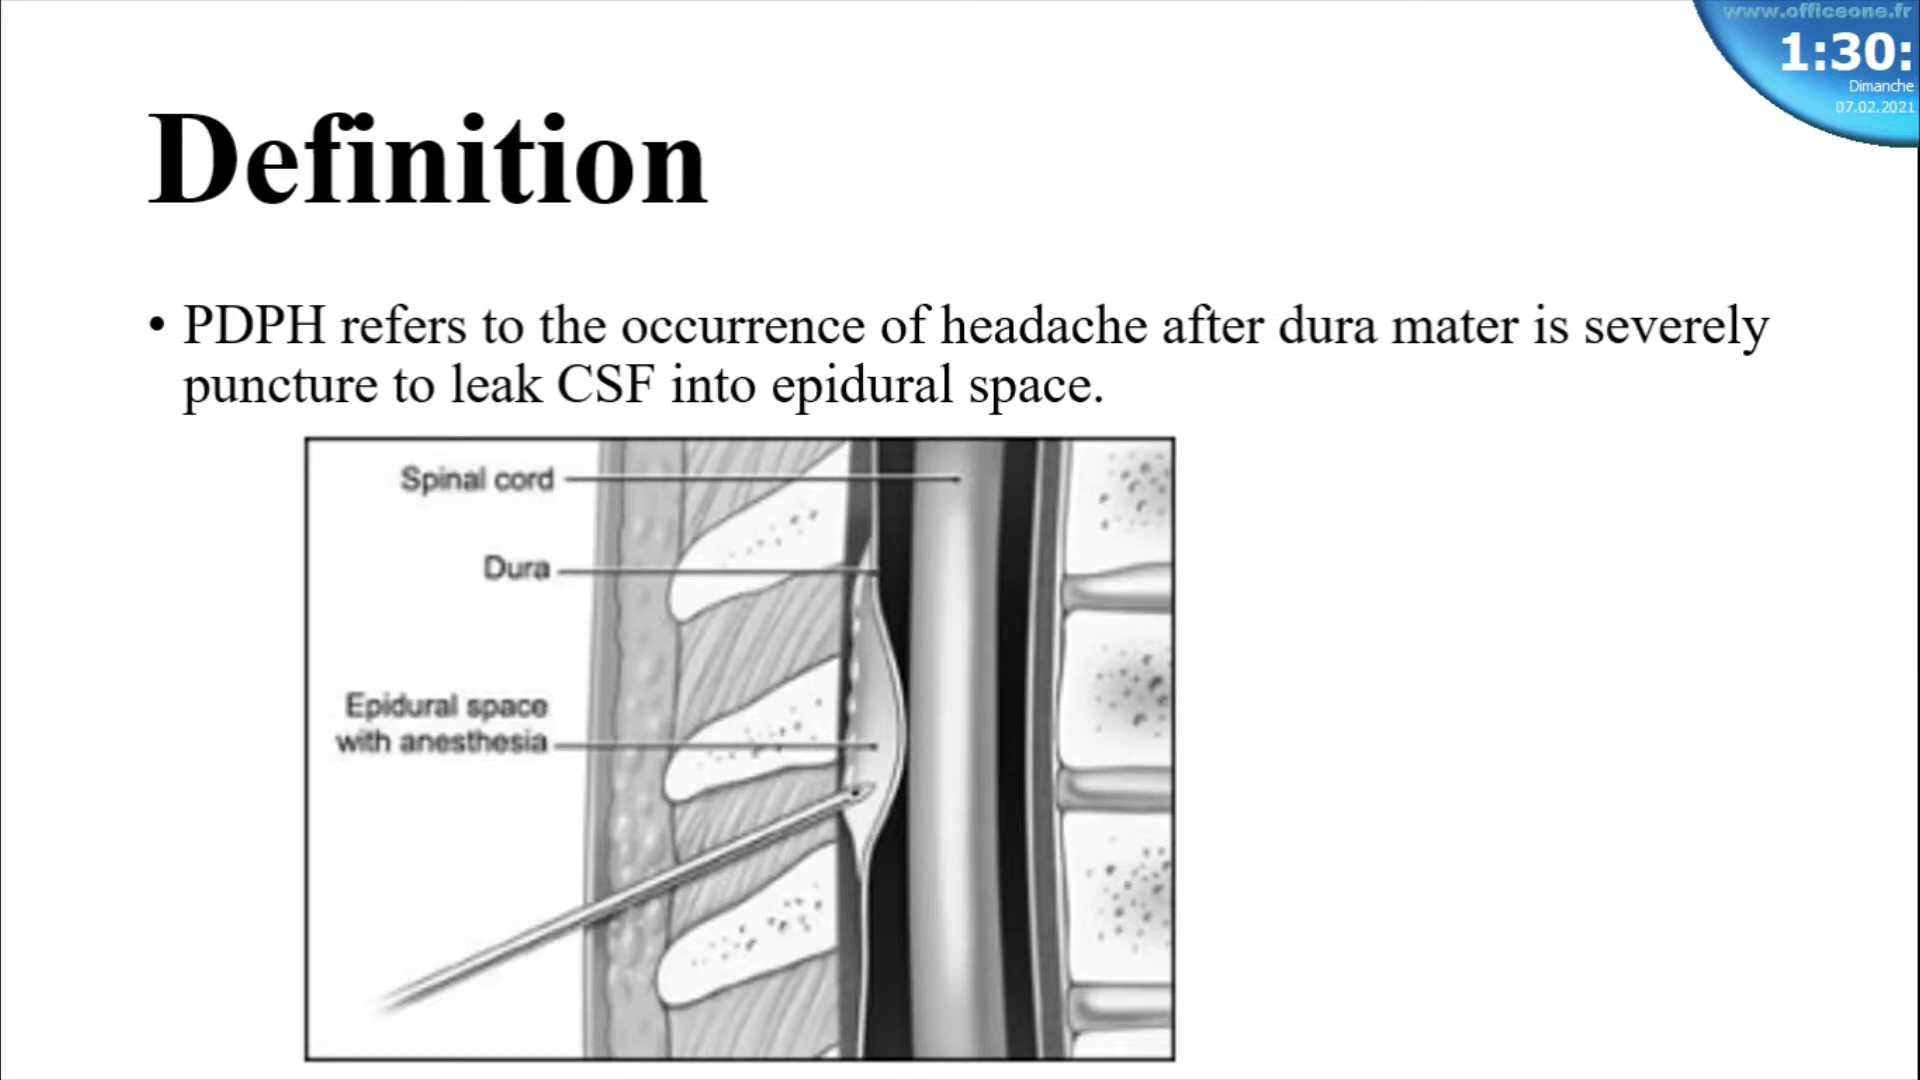 www.officeone.fr
1:30:
Dimanche
07.02.2021
Definition
• PDPH refers to the occurrence of headache after dura mater is severely
puncture to leak CSF into epidural space.
Spinal cord
Dura
Epidural space
with anesthesia